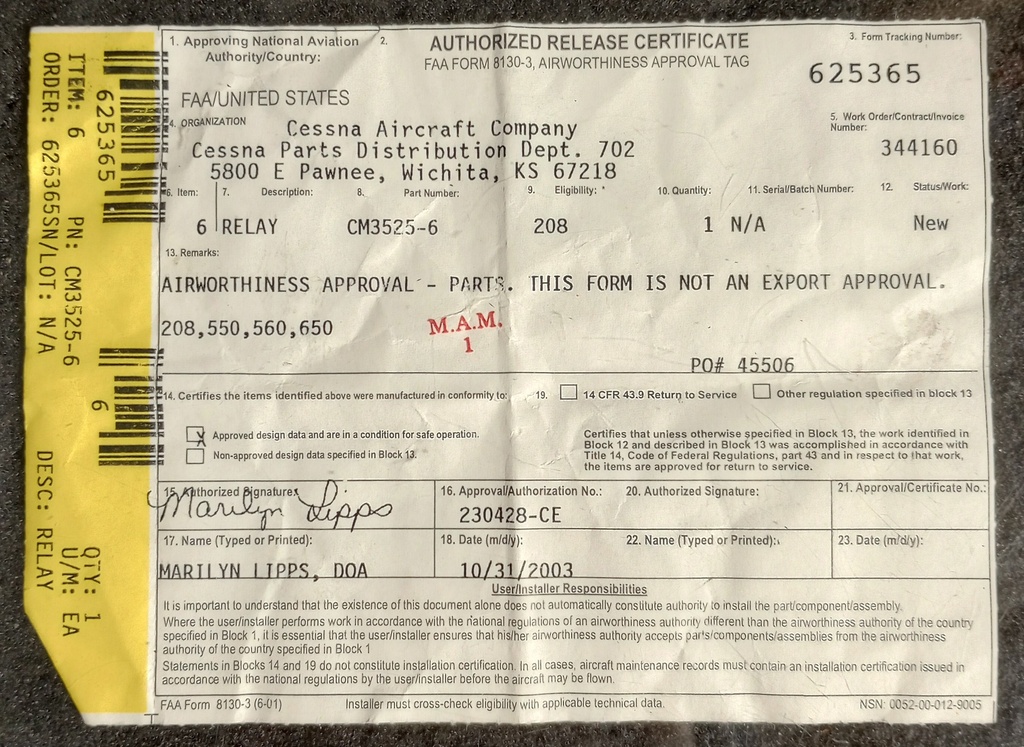 ITEM: 6 PN: CM3525-6 QTY: 1
ORDER: 625365SN/LOT: N/A DESC: RELAY U/M: EA
625365
6
1. Approving National Aviation Authority/Country:
FAA/UNITED STATES
2. AUTHORIZED RELEASE CERTIFICATE
FAA FORM 8130-3, AIRWORTHINESS APPROVAL TAG
3. Form Tracking Number:
625365
4. ORGANIZATION
Cessna Aircraft Company
Cessna Parts Distribution Dept. 702
5800 E Pawnee, Wichita, KS 67218
5. Work Order/Contract/Invoice
Number:
344160
6. Item: 7. Description: 8. Part Number: 9. Eligibility: * 10. Quantity: 11. Serial/Batch Number: 12. Status/Work:
6 RELAY CM3525-6 208 1 N/A New
13. Remarks:
AIRWORTHINESS APPROVAL - PARTS. THIS FORM IS NOT AN EXPORT APPROVAL.
208,550,560,650
M.A.M.
1
PO# 45506
14. Certifies the items identified above were manufactured in conformity to:
X Approved design data and are in a condition for safe operation.
Non-approved design data specified in Block 13.
19. 14 CFR 43.9 Return to Service Other regulation specified in block 13
Certifies that unless otherwise specified in Block 13, the work identified in
Block 12 and described in Block 13 was accomplished in accordance with
Title 14, Code of Federal Regulations, part 43 and in respect to that work,
the items are approved for return to service.
15. Authorized Signature:
Marilyn Lipps
16. Approval/Authorization No.:
230428-CE
20. Authorized Signature:
21. Approval/Certificate No.:
17. Name (Typed or Printed):
MARILYN LIPPS, DOA
18. Date (m/d/y):
10/31/2003
22. Name (Typed or Printed):
23. Date (m/d/y):
User/Installer Responsibilities
It is important to understand that the existence of this document alone does not automatically constitute authority to install the part/component/assembly.
Where the user/installer performs work in accordance with the national regulations of an airworthiness authority different than the airworthiness authority of the country
specified in Block 1, it is essential that the user/installer ensures that his/her airworthiness authority accepts parts/components/assemblies from the airworthiness
authority of the country specified in Block 1
Statements in Blocks 14 and 19 do not constitute installation certification. In all cases, aircraft maintenance records must contain an installation certification issued in
accordance with the national regulations by the user/installer before the aircraft may be flown.
FAA Form 8130-3 (6-01) Installer must cross-check eligibility with applicable technical data. NSN: 0052-00-012-9005